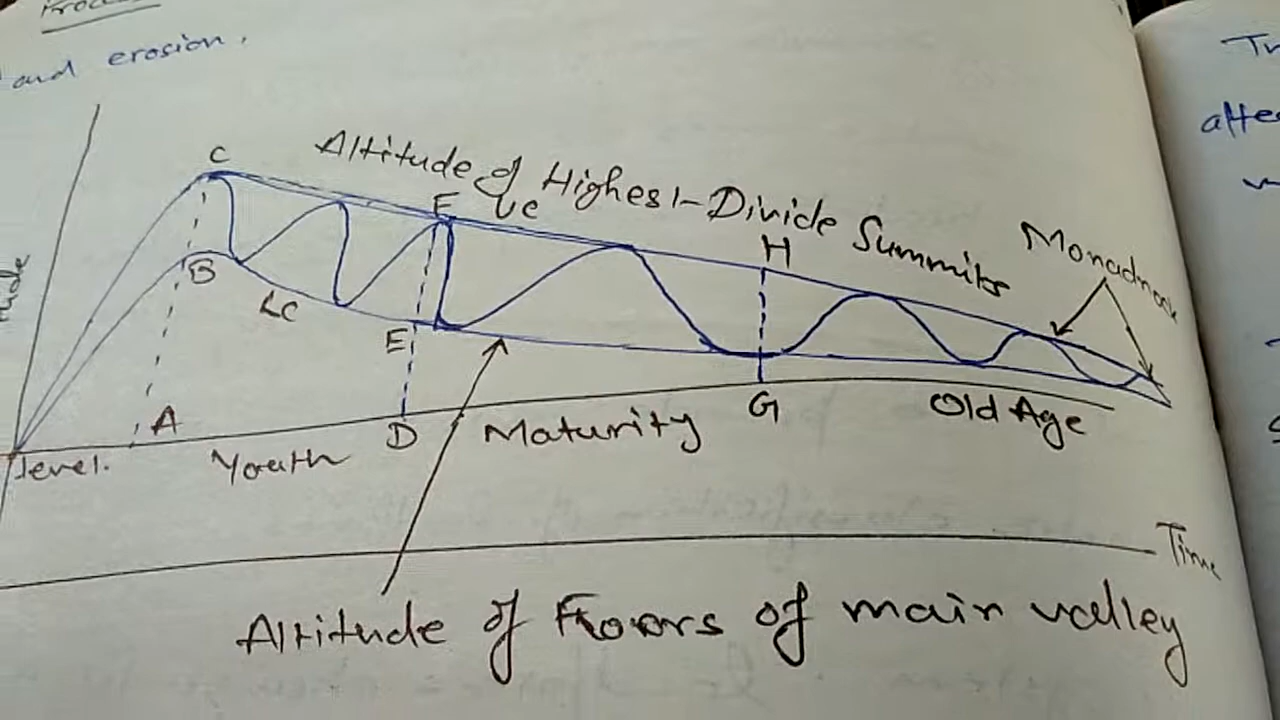 and erosion.
C
Altitude of Highest-Divide Summits
F
UC
H
Monadnock
B
LC
E
A
D
G
level.
Youth
Maturity
Old Age
Time
Altitude of Floors of main valley